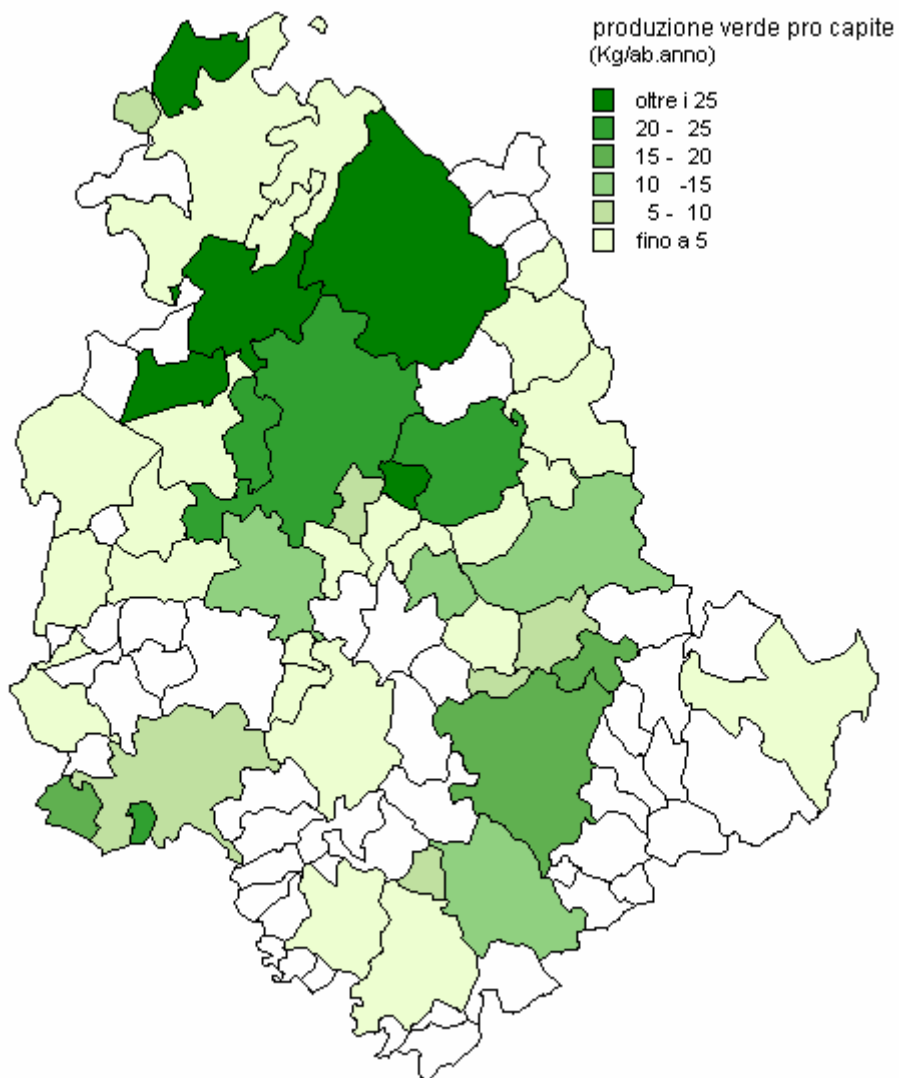 produzione verde pro capite
(Kg/ab.anno)
oltre i 25
20 - 25
15 - 20
10 -15
5 - 10
fino a 5